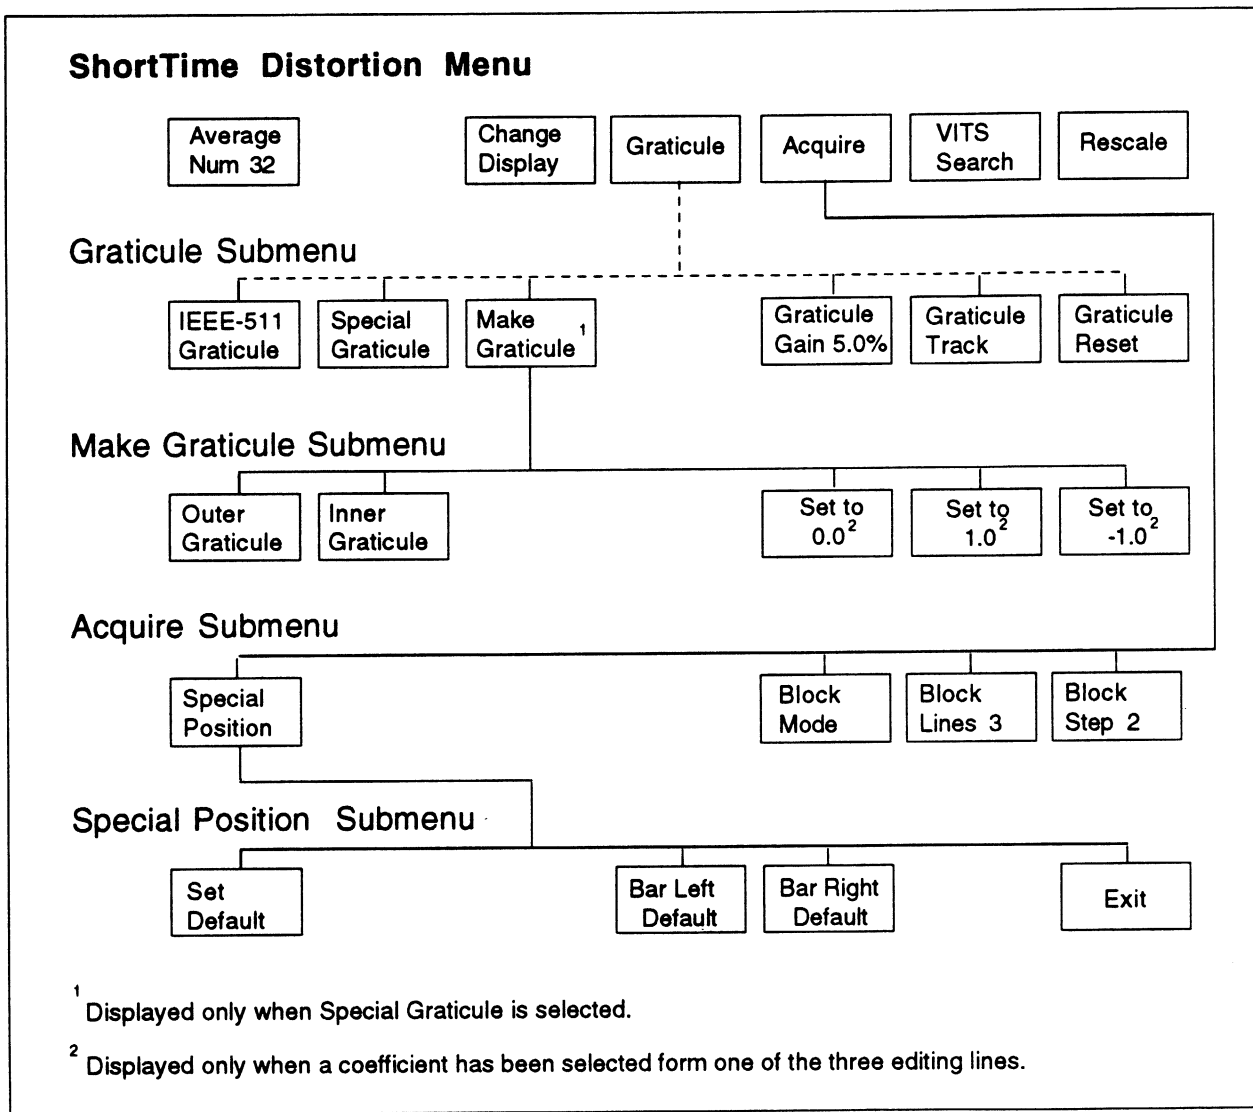 ShortTime Distortion Menu
Average
Num 32
Change
Display
Graticule
Acquire
VITS
Search
Rescale
Graticule Submenu
IEEE-511
Graticule
Special
Graticule
Make
Graticule 1
Graticule
Gain 5.0%
Graticule
Track
Graticule
Reset
Make Graticule Submenu
Outer
Graticule
Inner
Graticule
Set to
0.0 2
Set to
1.0 2
Set to
-1.0 2
Acquire Submenu
Special
Position
Block
Mode
Block
Lines 3
Block
Step 2
Special Position Submenu
Set
Default
Bar Left
Default
Bar Right
Default
Exit
1 Displayed only when Special Graticule is selected.
2 Displayed only when a coefficient has been selected form one of the three editing lines.